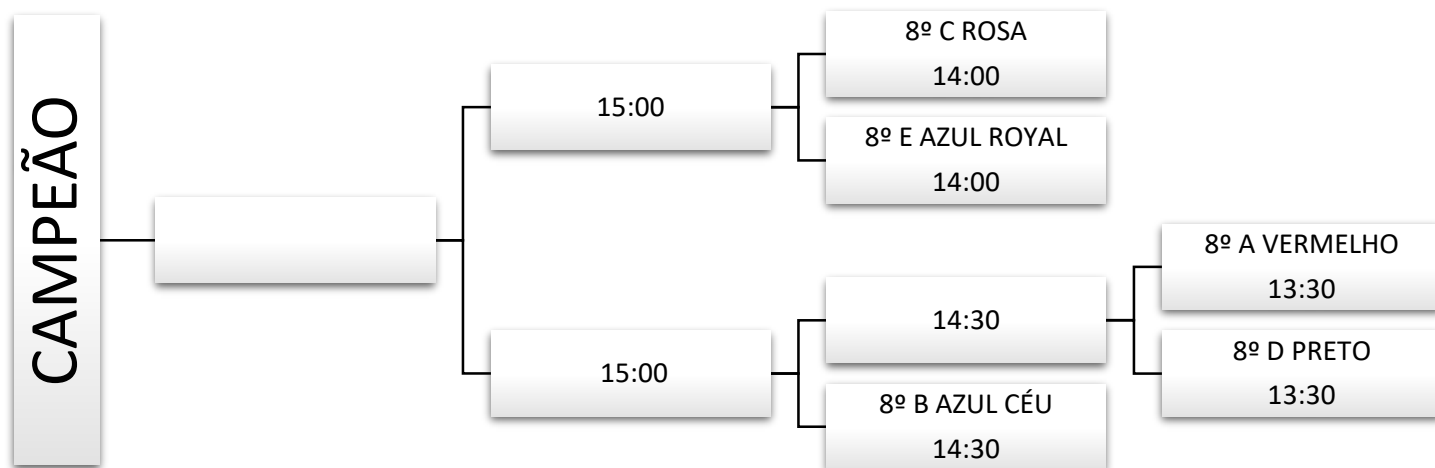 CAMPEÃO
15:00
8º C ROSA
14:00
8º E AZUL ROYAL
14:00
15:00
14:30
8º A VERMELHO
13:30
8º D PRETO
13:30
8º B AZUL CÉU
14:30